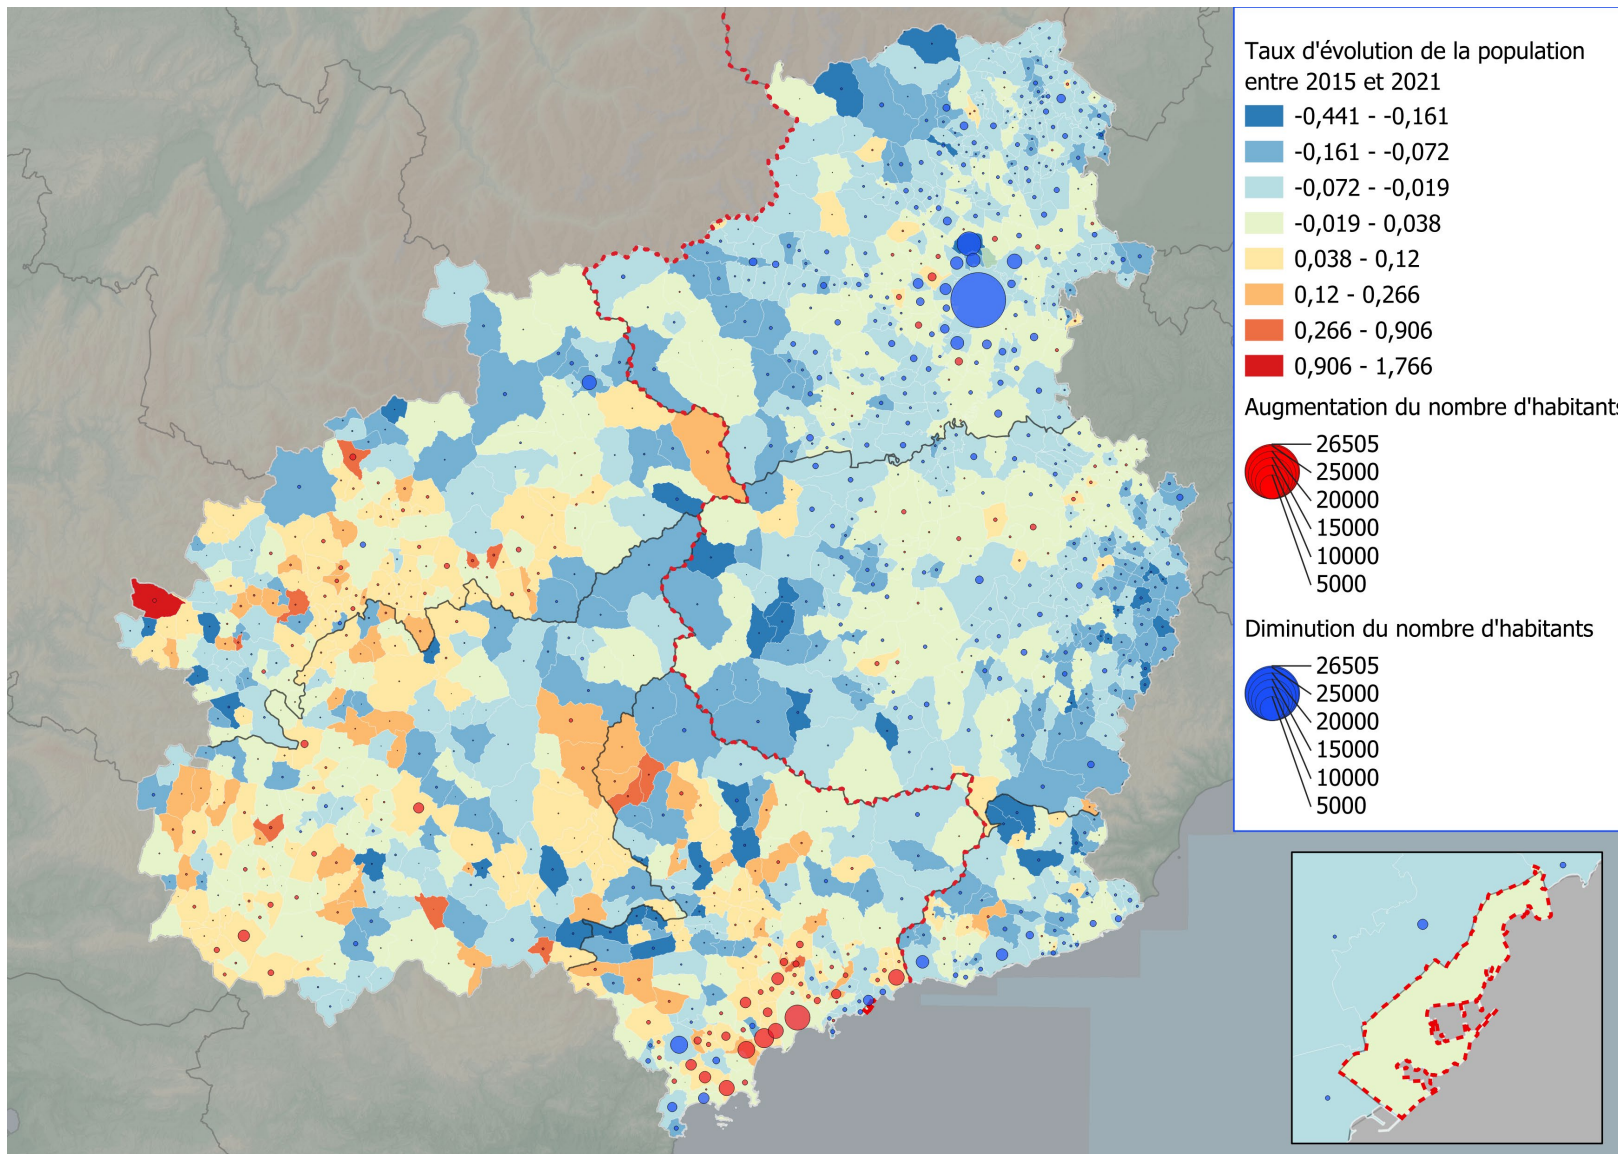 Taux d'évolution de la population
entre 2015 et 2021
-0,441 - -0,161
-0,161 - -0,072
-0,072 - -0,019
-0,019 - 0,038
0,038 - 0,12
0,12 - 0,266
0,266 - 0,906
0,906 - 1,766
Augmentation du nombre d'habitants
26505
25000
20000
15000
10000
5000
Diminution du nombre d'habitants
26505
25000
20000
15000
10000
5000